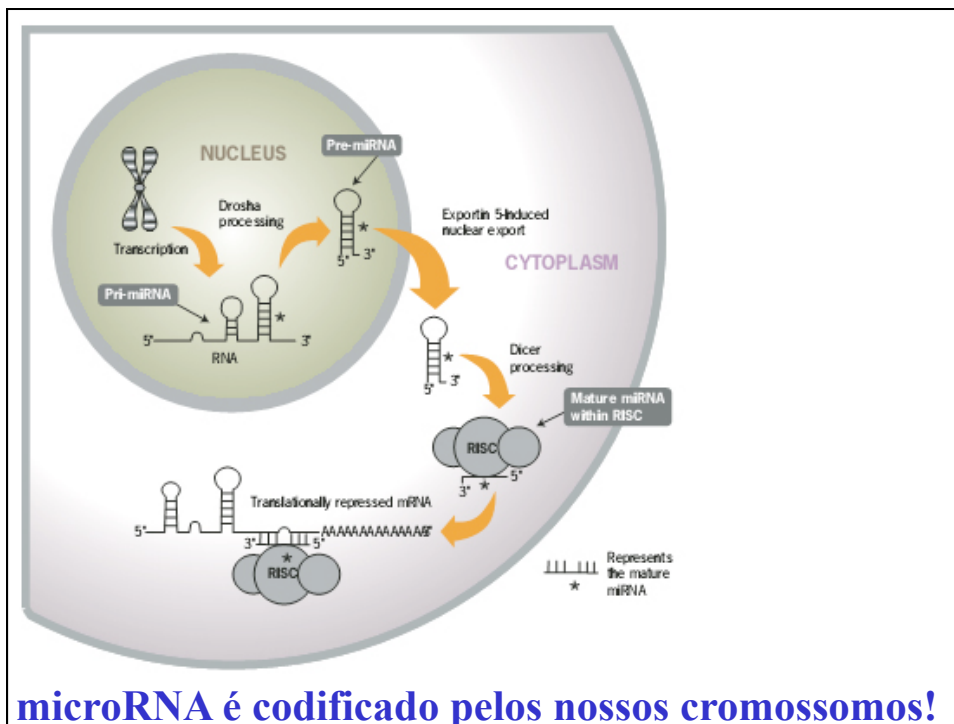 NUCLEUS
Pre-miRNA
Drosha
processing
Transcription
Exportin 5-Induced
nuclear export
5" 3"
CYTOPLASM
Pri-miRNA
*
*
5" 3"
RNA
*
5" 3"
Dicer
processing
Mature miRNA
within RISC
RISC
3" * 5"
Translationally repressed mRNA
5" AAAAAAAAAAAAAA3"
3" 5"
*
RISC
Represents
the mature
miRNA
*
microRNA é codificado pelos nossos cromossomos!